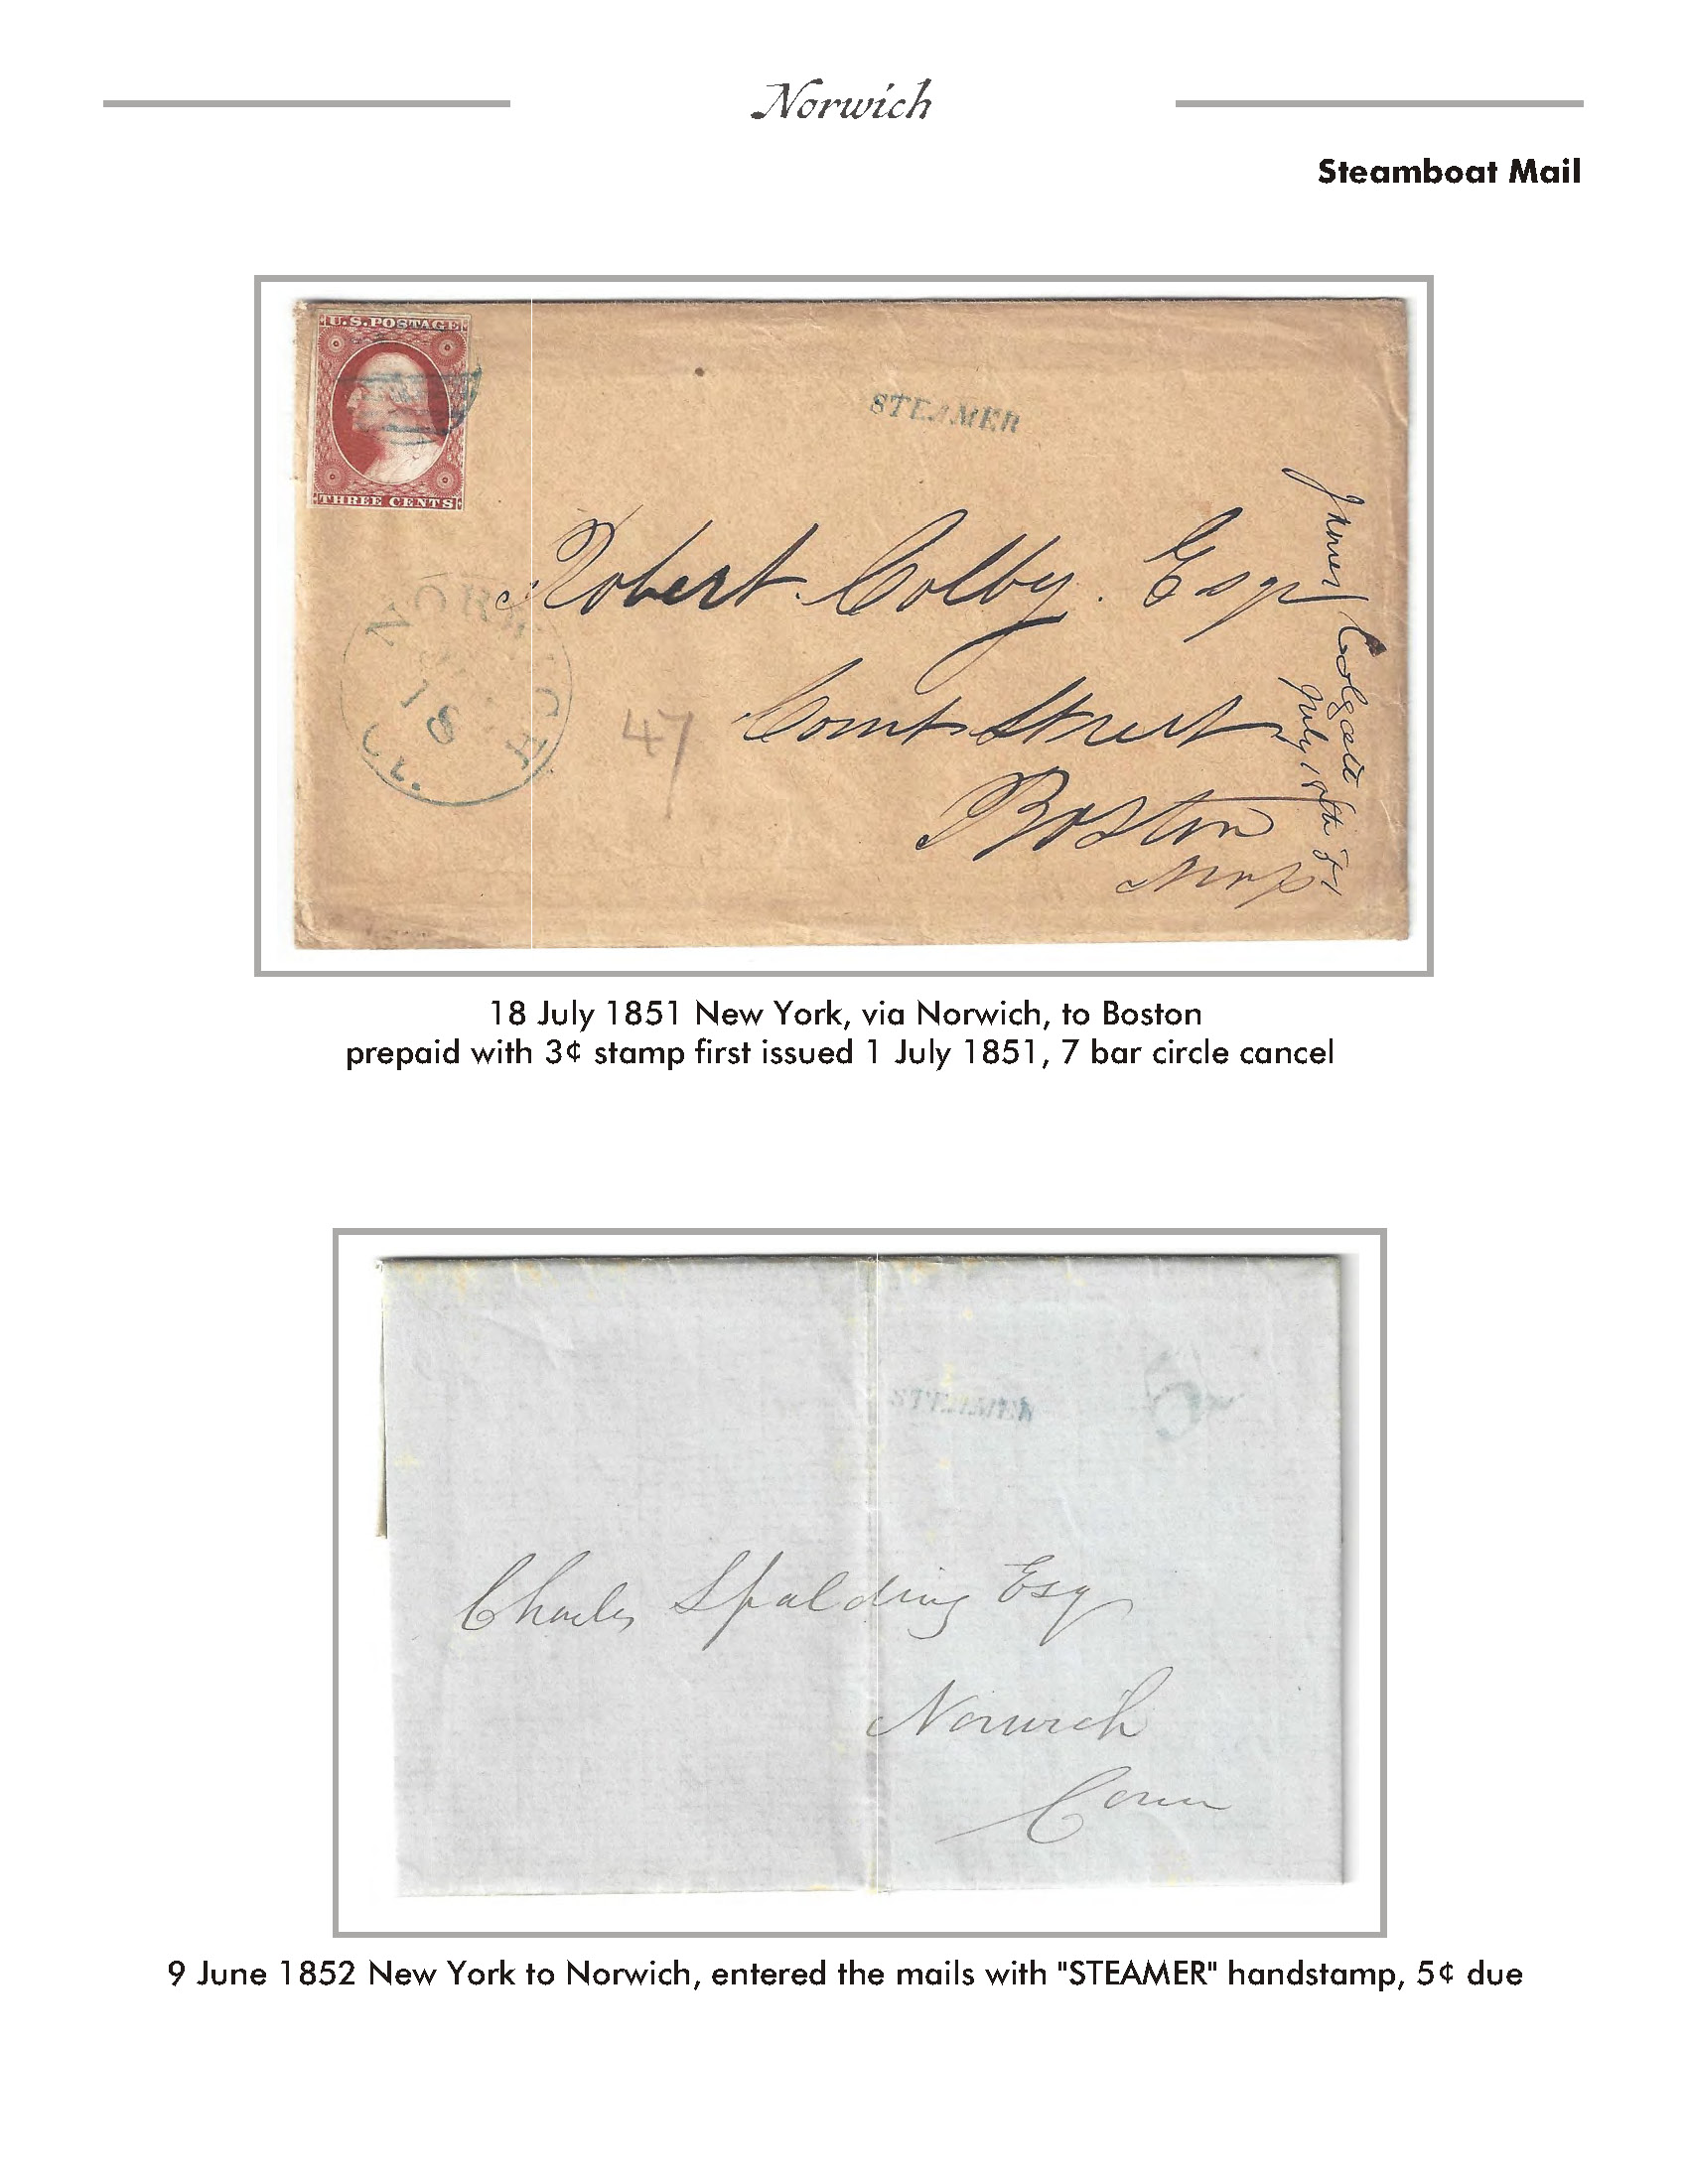 Norwich
Steamboat Mail
U.S. POSTAGE
THREE CENTS
STEAMER
NORWICH
18
CT.
47
Robert Colby. Esq
Court Street
Boston
Mass
James Colgate
July 18th 51
18 July 1851 New York, via Norwich, to Boston
prepaid with 3¢ stamp first issued 1 July 1851, 7 bar circle cancel
STEAMER
5
Charles Spalding Esq
Norwich
Conn
9 June 1852 New York to Norwich, entered the mails with "STEAMER" handstamp, 5¢ due